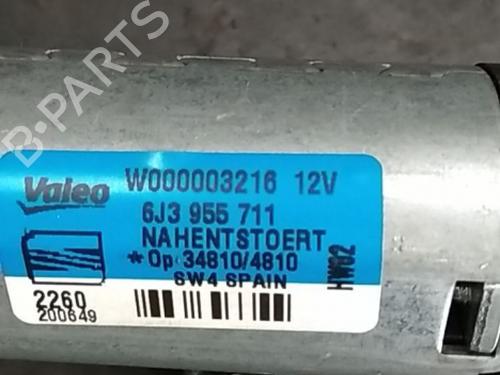 B-PARTS
Valeo W000003216 12V
6J3 955 711
NAHENTSTOERT
*Op 34810/4810
SW4 SPAIN
HW02
2260
200649